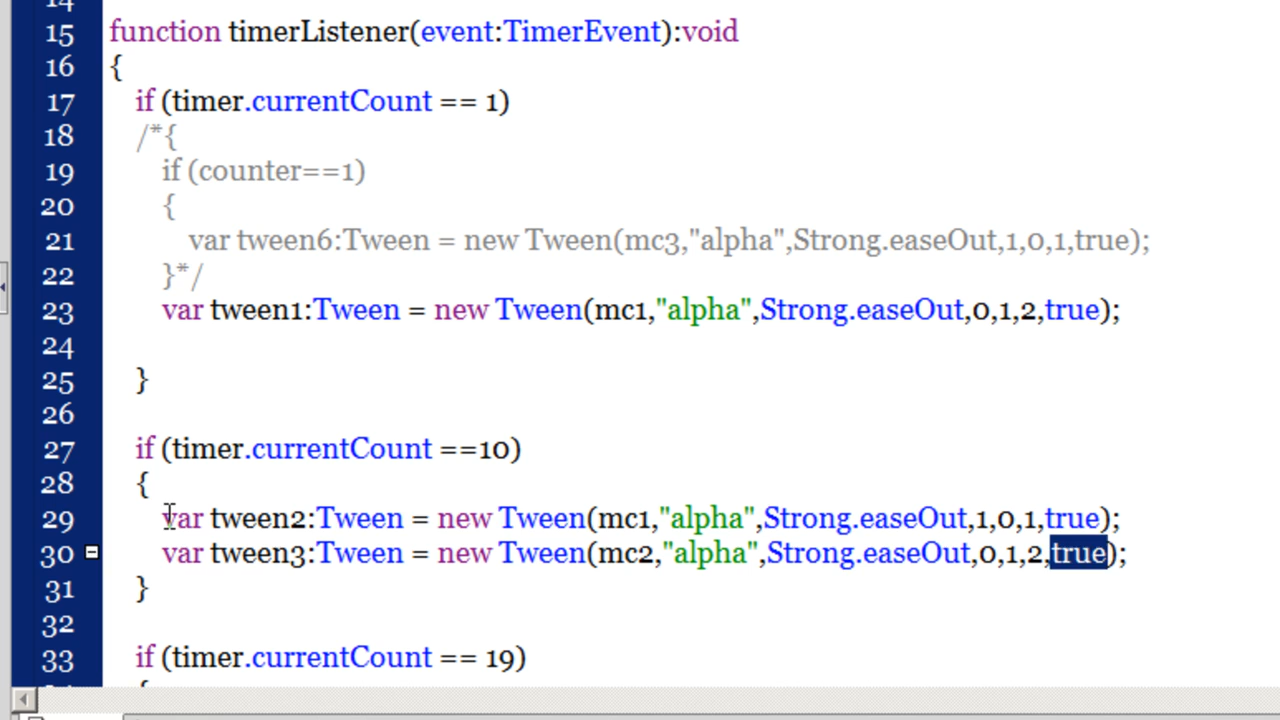 15 function timerListener(event:TimerEvent):void
16 {
17 if (timer.currentCount == 1)
18 /*{
19 if (counter==1)
20 {
21 var tween6:Tween = new Tween(mc3,"alpha",Strong.easeOut,1,0,1,true);
22 }*/
23 var tween1:Tween = new Tween(mc1,"alpha",Strong.easeOut,0,1,2,true);
24
25 }
26
27 if (timer.currentCount ==10)
28 {
29 var tween2:Tween = new Tween(mc1,"alpha",Strong.easeOut,1,0,1,true);
30 var tween3:Tween = new Tween(mc2,"alpha",Strong.easeOut,0,1,2,true);
31 }
32
33 if (timer.currentCount == 19)